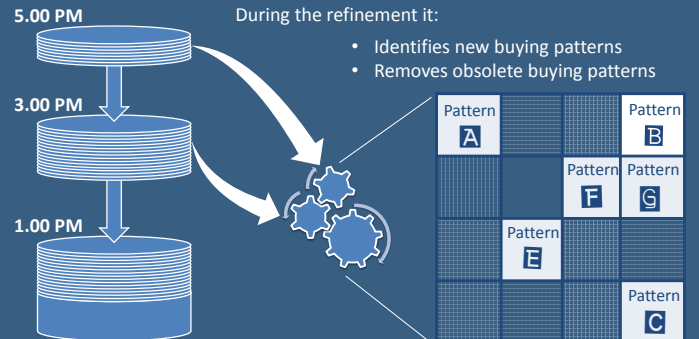 5.00 PM
During the refinement it:
• Identifies new buying patterns
• Removes obsolete buying patterns
3.00 PM
1.00 PM
Pattern
A
Pattern
B
Pattern
F
Pattern
G
Pattern
E
Pattern
C